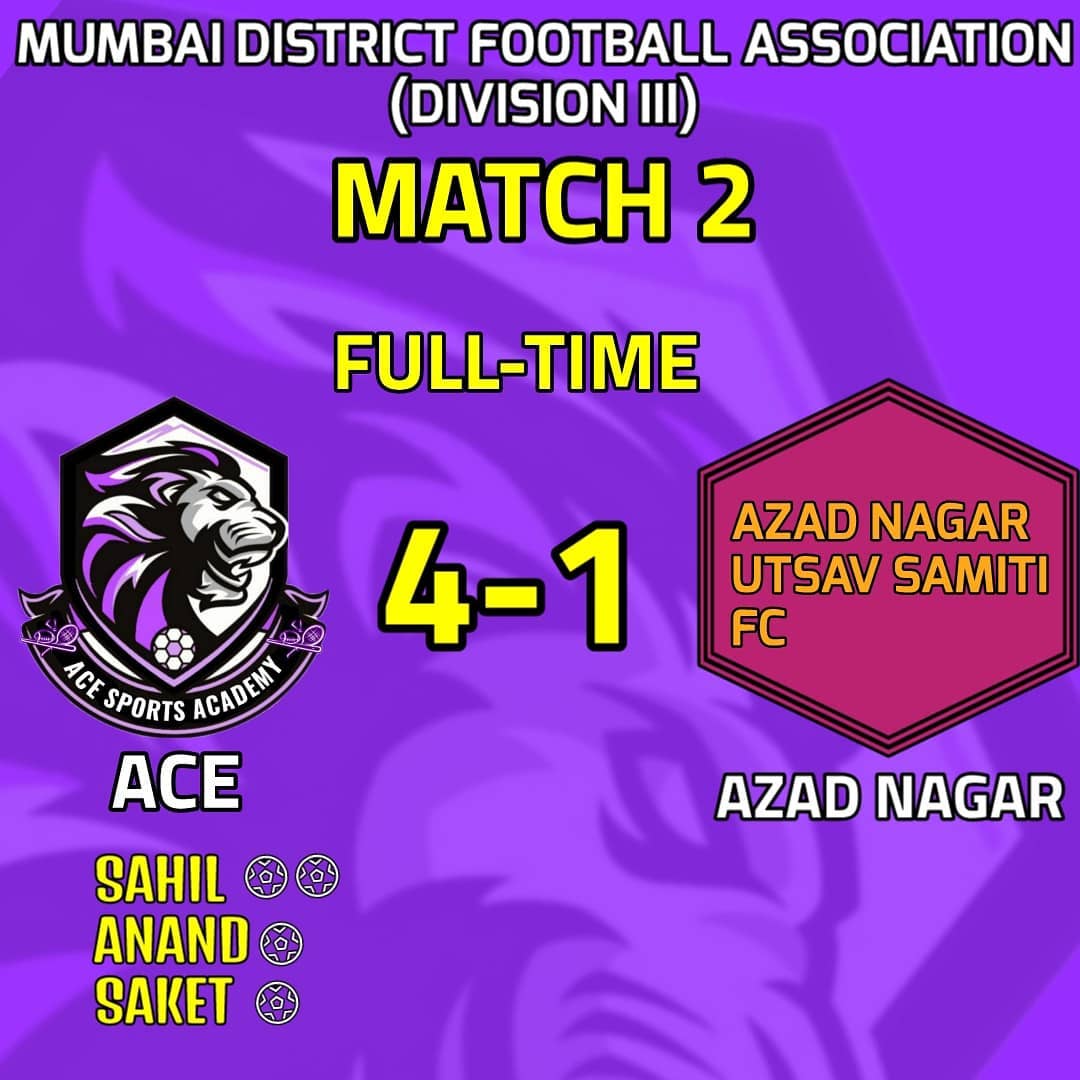 MUMBAI DISTRICT FOOTBALL ASSOCIATION
(DIVISION III)
MATCH 2
FULL-TIME
ACE SPORTS ACADEMY
4-1
AZAD NAGAR
UTSAV SAMITI
FC
ACE
AZAD NAGAR
SAHIL
ANAND
SAKET